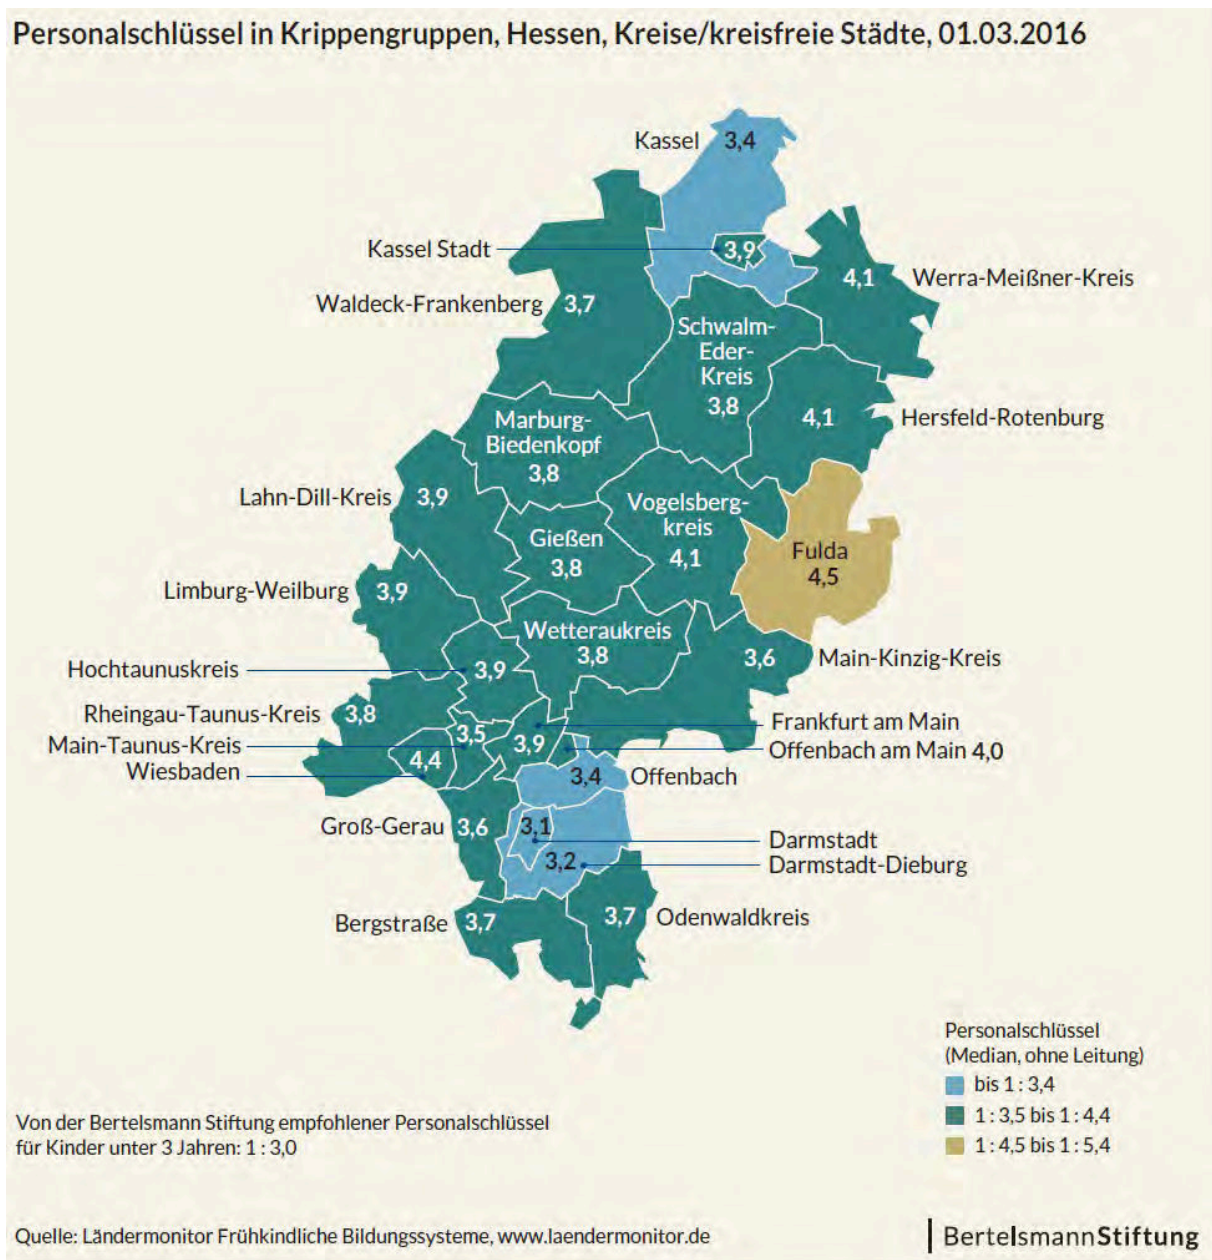 Personalschlüssel in Krippengruppen, Hessen, Kreise/kreisfreie Städte, 01.03.2016
Kassel 3,4
Kassel Stadt 3,9
4,1 Werra-Meißner-Kreis
Waldeck-Frankenberg 3,7
Schwalm-
Eder-
Kreis
3,8
4,1 Hersfeld-Rotenburg
Marburg-
Biedenkopf
3,8
Lahn-Dill-Kreis 3,9
Vogelsberg-
kreis
4,1
Gießen
3,8
Fulda
4,5
Limburg-Weilburg 3,9
Wetteraukreis
3,8
3,6 Main-Kinzig-Kreis
Hochtaunuskreis 3,9
Rheingau-Taunus-Kreis 3,8
Frankfurt am Main
3,9
Main-Taunus-Kreis 3,5
Offenbach am Main 4,0
Wiesbaden 4,4
3,4 Offenbach
Groß-Gerau 3,6
3,1 Darmstadt
3,2 Darmstadt-Dieburg
Bergstraße 3,7
3,7 Odenwaldkreis
Personalschlüssel
(Median, ohne Leitung)
bis 1 : 3,4
1 : 3,5 bis 1 : 4,4
1 : 4,5 bis 1 : 5,4
Von der Bertelsmann Stiftung empfohlener Personalschlüssel
für Kinder unter 3 Jahren: 1 : 3,0
Quelle: Ländermonitor Frühkindliche Bildungssysteme, www.laendermonitor.de
BertelsmannStiftung